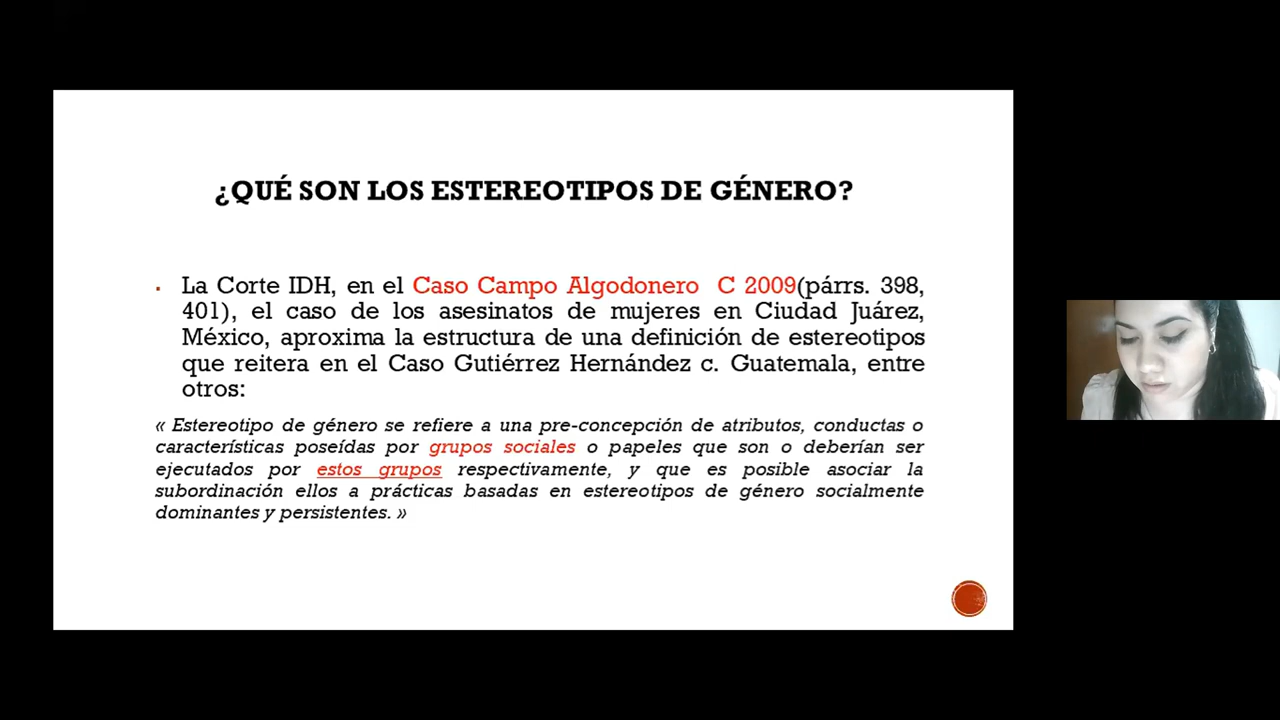 ¿QUÉ SON LOS ESTEREOTIPOS DE GÉNERO?
▪ La Corte IDH, en el Caso Campo Algodonero C 2009(párrs. 398,
401), el caso de los asesinatos de mujeres en Ciudad Juárez,
México, aproxima la estructura de una definición de estereotipos
que reitera en el Caso Gutiérrez Hernández c. Guatemala, entre
otros:
« Estereotipo de género se refiere a una pre-concepción de atributos, conductas o
características poseídas por grupos sociales o papeles que son o deberían ser
ejecutados por estos grupos respectivamente, y que es posible asociar la
subordinación ellos a prácticas basadas en estereotipos de género socialmente
dominantes y persistentes. »